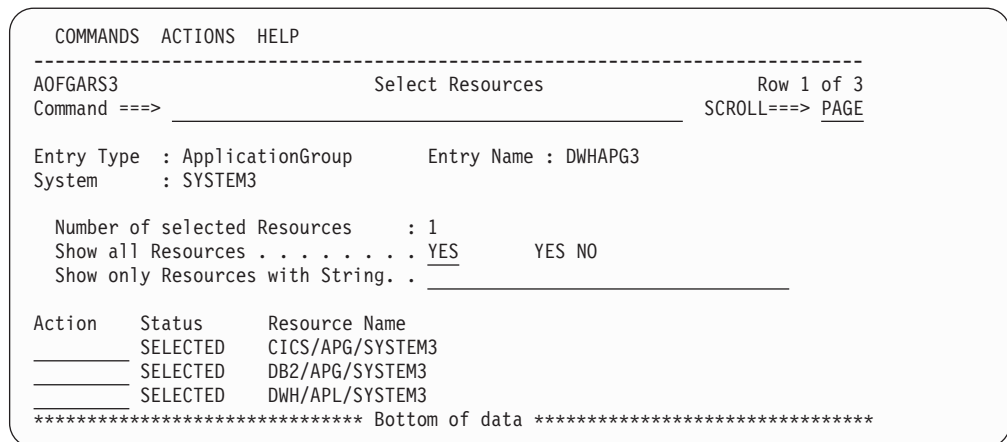 COMMANDS ACTIONS HELP
-------------------------------------------------------------------------------
AOFGARS3 Select Resources Row 1 of 3
Command ===> SCROLL===> PAGE
Entry Type : ApplicationGroup Entry Name : DWHAPG3
System : SYSTEM3
Number of selected Resources : 1
Show all Resources . . . . . . . . YES YES NO
Show only Resources with String. .
Action Status Resource Name
SELECTED CICS/APG/SYSTEM3
SELECTED DB2/APG/SYSTEM3
SELECTED DWH/APL/SYSTEM3
******************************* Bottom of data ********************************